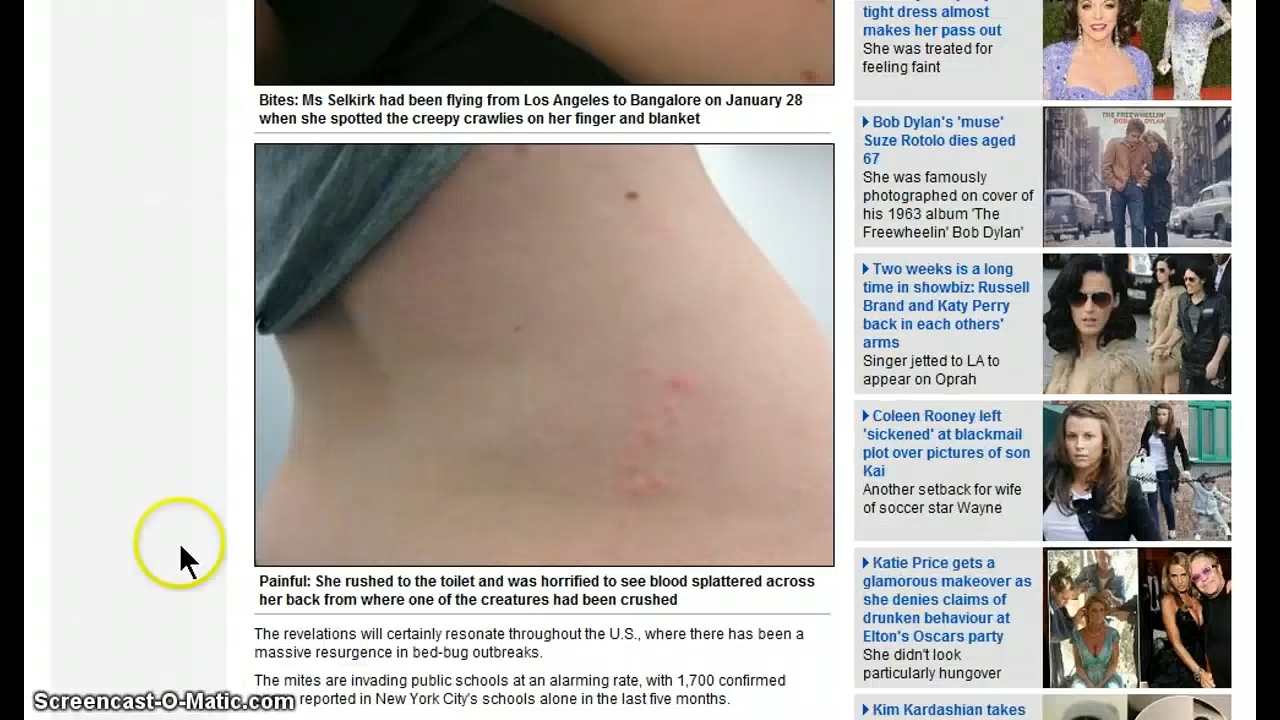 Bites: Ms Selkirk had been flying from Los Angeles to Bangalore on January 28
when she spotted the creepy crawlies on her finger and blanket
Painful: She rushed to the toilet and was horrified to see blood splattered across
her back from where one of the creatures had been crushed
The revelations will certainly resonate throughout the U.S., where there has been a
massive resurgence in bed-bug outbreaks.
The mites are invading public schools at an alarming rate, with 1,700 confirmed
reported in New York City's schools alone in the last five months.
tight dress almost
makes her pass out
She was treated for
feeling faint
Bob Dylan's 'muse'
Suze Rotolo dies aged
67
She was famously
photographed on cover of
his 1963 album 'The
Freewheelin' Bob Dylan'
THE FREEWHEELIN'
BOB DYLAN
Two weeks is a long
time in showbiz: Russell
Brand and Katy Perry
back in each others'
arms
Singer jetted to LA to
appear on Oprah
Coleen Rooney left
'sickened' at blackmail
plot over pictures of son
Kai
Another setback for wife
of soccer star Wayne
Katie Price gets a
glamorous makeover as
she denies claims of
drunken behaviour at
Elton's Oscars party
She didn't look
particularly hungover
Kim Kardashian takes
Screencast-O-Matic.com